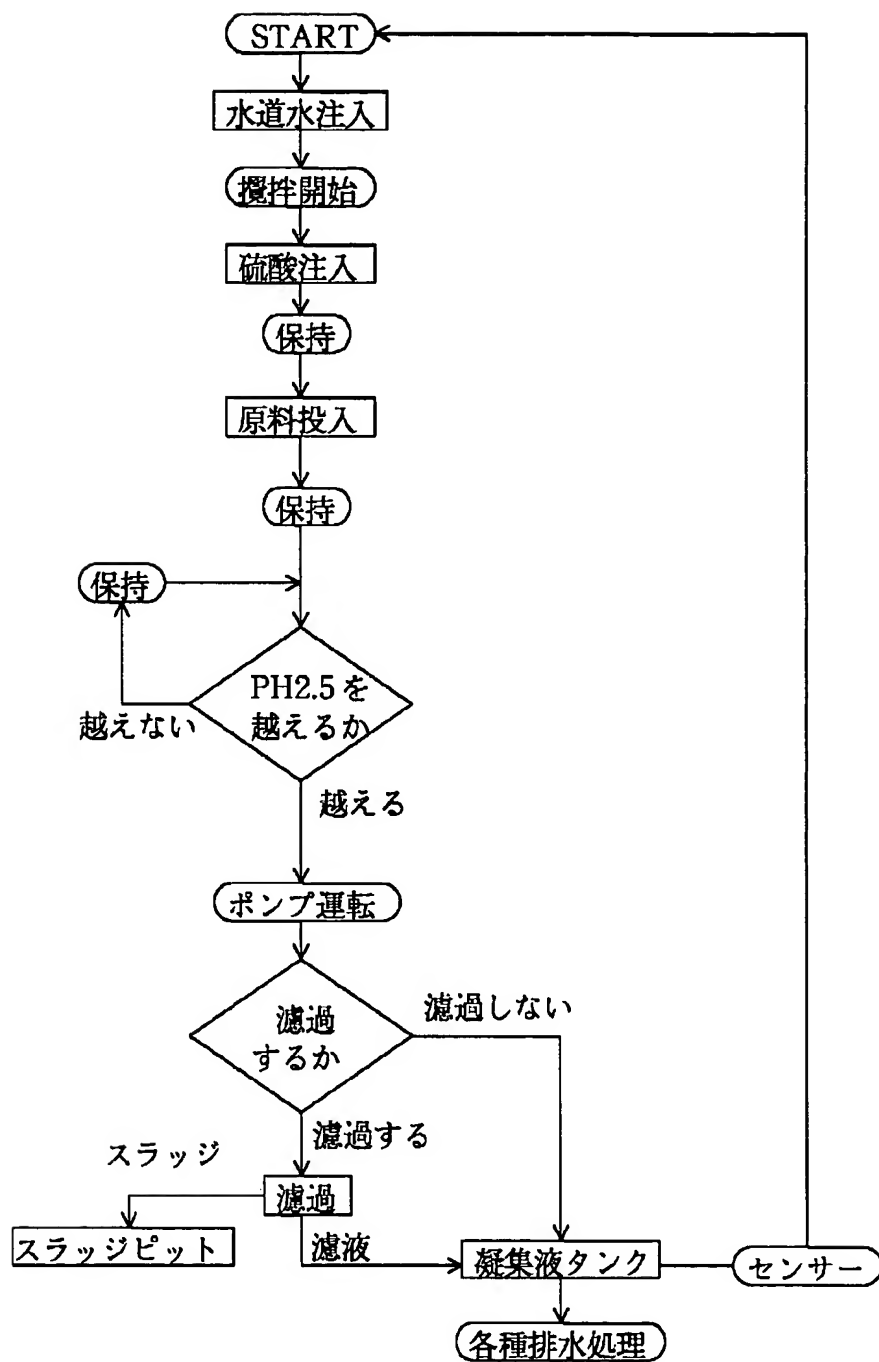 START
水道水注入
攪拌開始
硫酸注入
保持
原料投入
保持
保持
PH2.5を
越えるか
越えない
越える
ポンプ運転
濾過
するか
濾過しない
濾過する
スラッジ
濾過
スラッジピット
濾液
凝集液タンク
センサー
各種排水処理